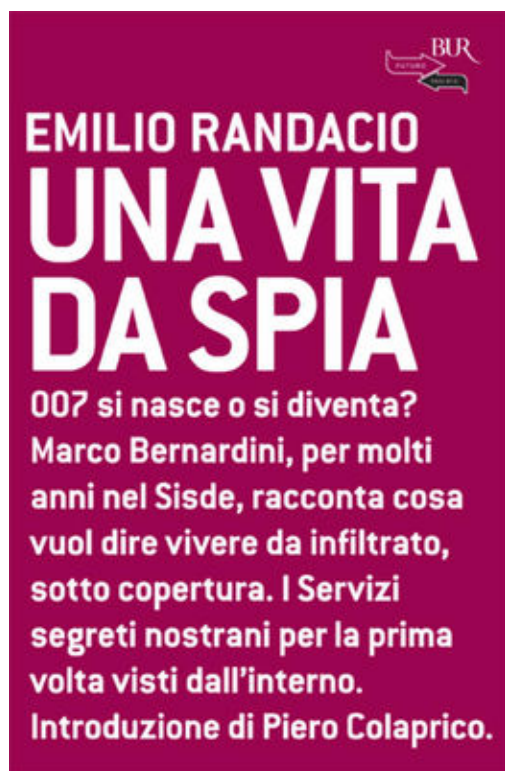 BUR
FUTURO
PASSATO
EMILIO RANDACIO
UNA VITA
DA SPIA
007 si nasce o si diventa?
Marco Bernardini, per molti
anni nel Sisde, racconta cosa
vuol dire vivere da infiltrato,
sotto copertura. I Servizi
segreti nostrani per la prima
volta visti dall'interno.
Introduzione di Piero Colaprico.